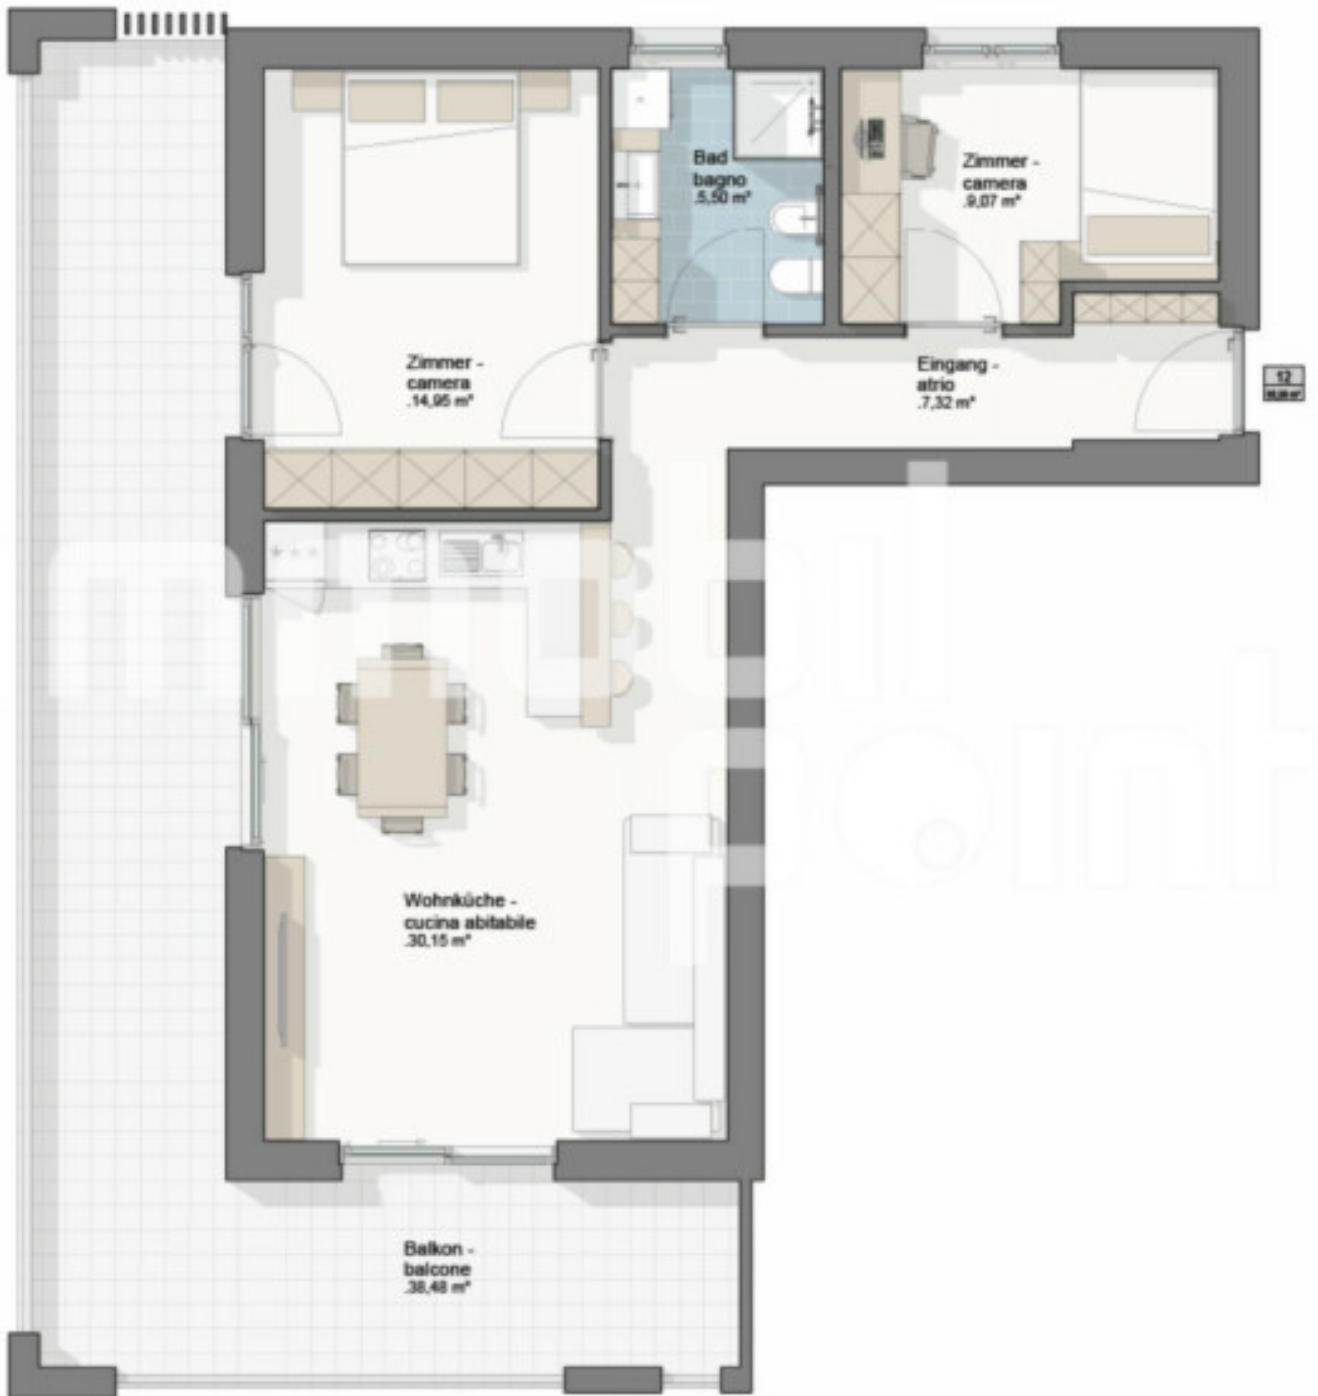 Bad
bagno
.5,50 m²
Zimmer -
camera
.9,07 m²
Zimmer -
camera
.14,95 m²
Eingang -
atrio
.7,32 m²
12
Wohnküche -
cucina abitabile
.30,15 m²
Balkon -
balcone
.38,48 m²
point